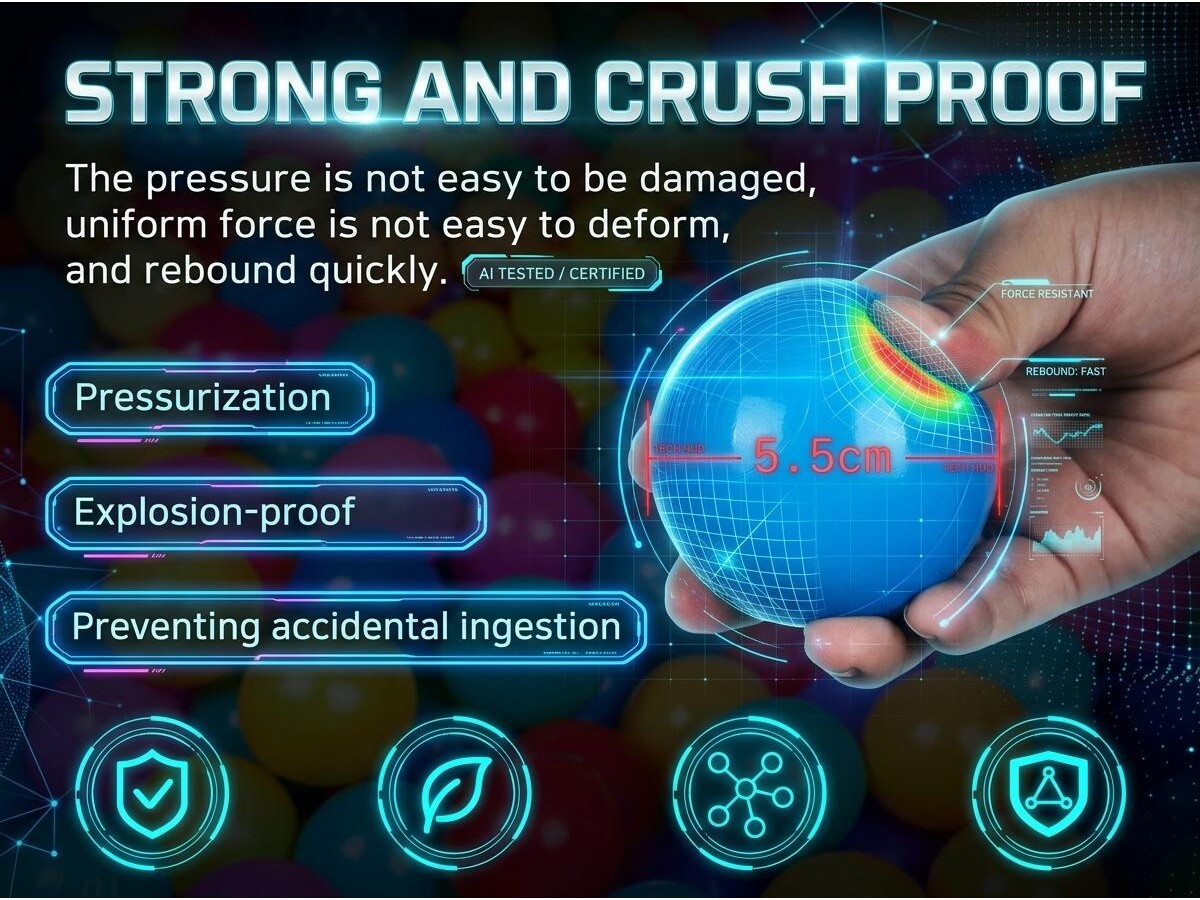 STRONG AND CRUSH PROOF
The pressure is not easy to be damaged,
uniform force is not easy to deform,
and rebound quickly. AI TESTED / CERTIFIED
FORCE RESISTANT
REBOUND: FAST
Pressurization
5.5cm
Explosion-proof
Preventing accidental ingestion